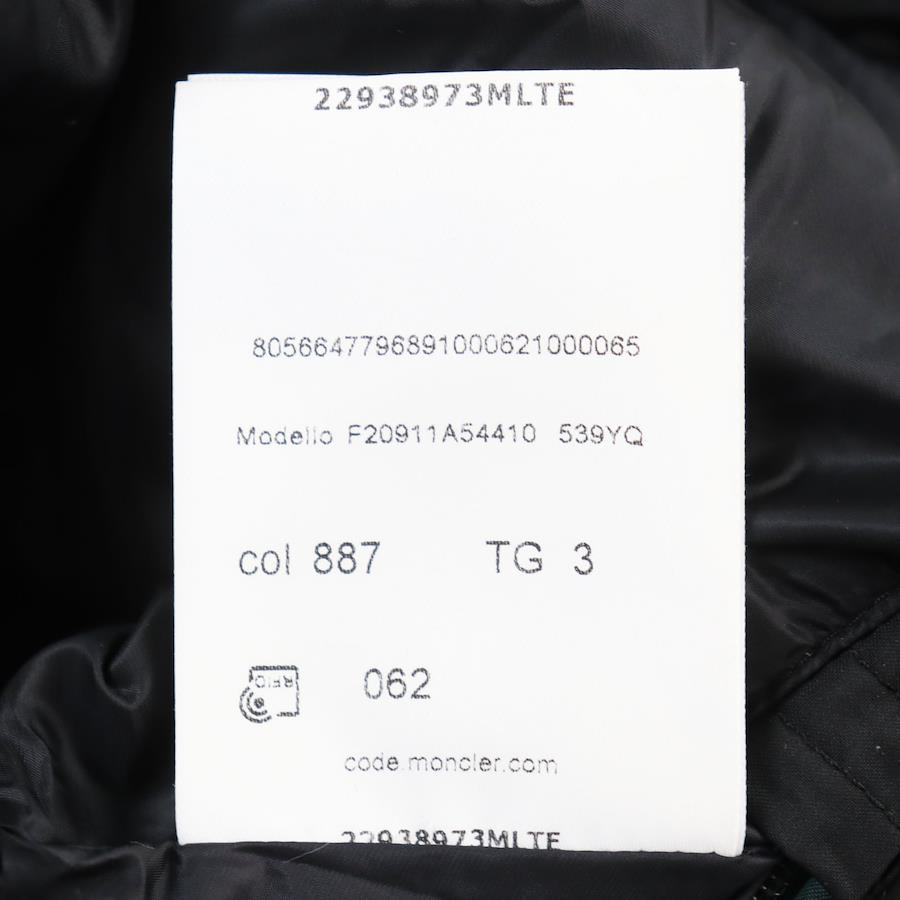 22938973MLTE
8056647796891000621000065
Modello F20911A54410 539YQ
col 887 TG 3
RFID 062
code.moncler.com
22938973MLTE